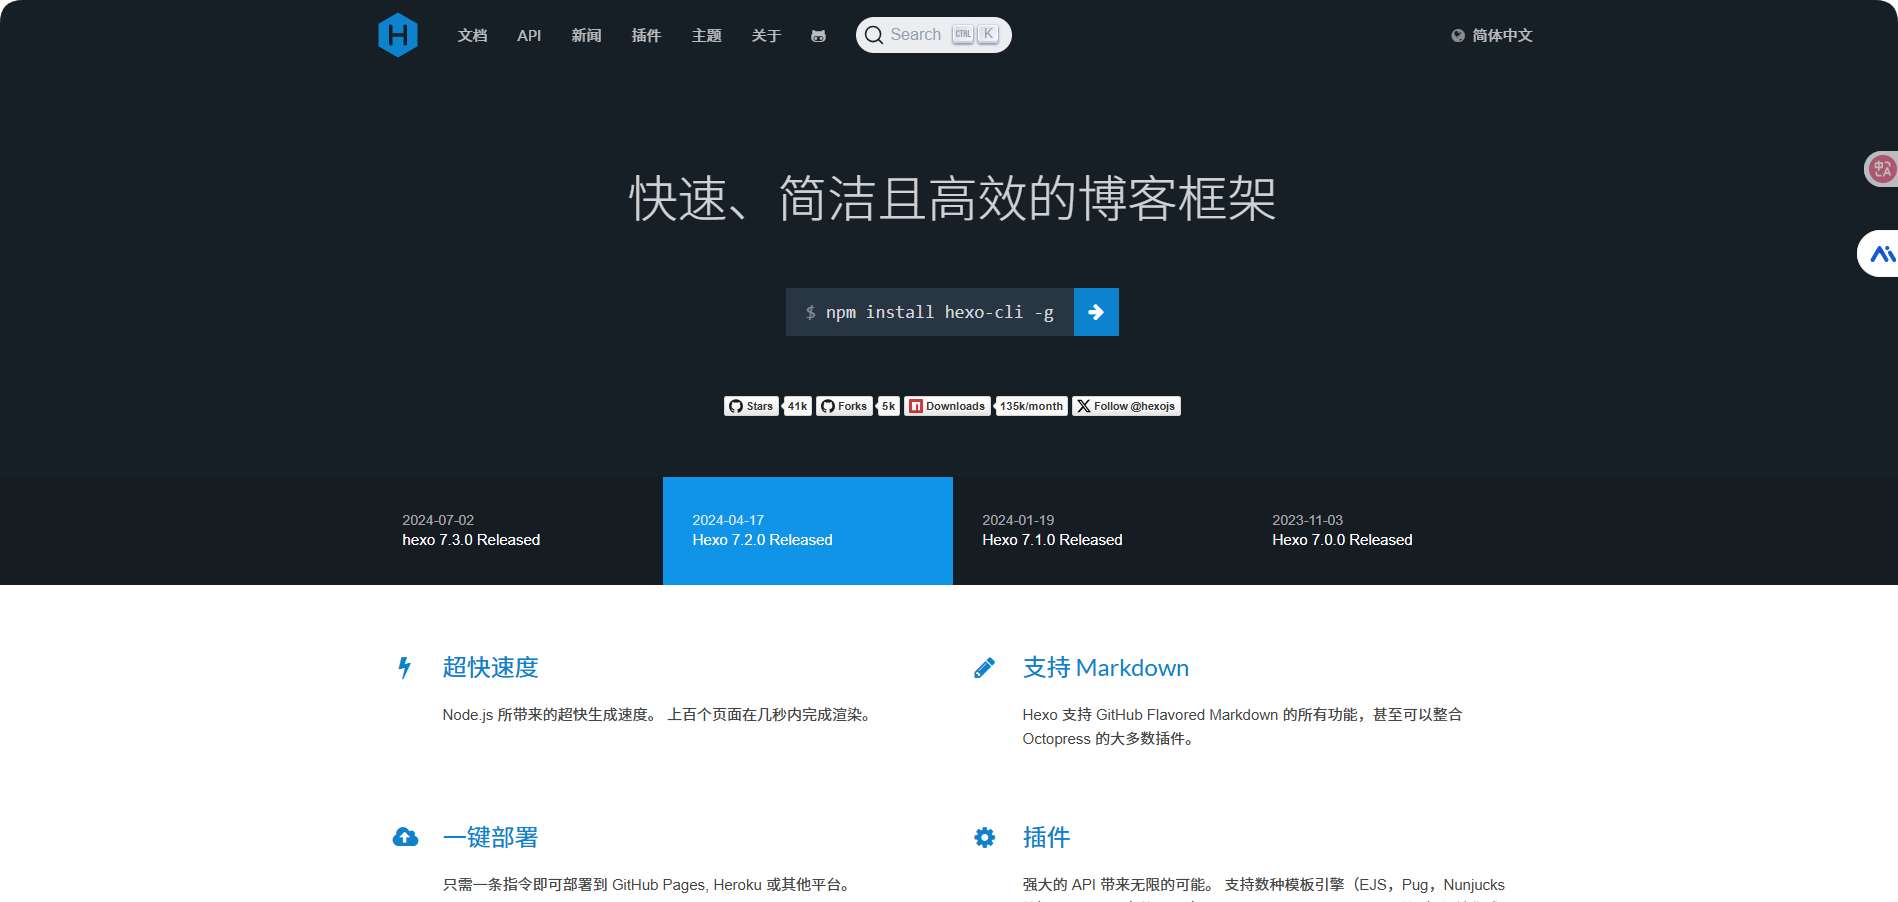 文档 API 新闻 插件 主题 关于 Search CTRL K 简体中文
快速、简洁且高效的博客框架
$ npm install hexo-cli -g
Stars 41k Forks 5k Downloads 135k/month Follow @hexojs
2024-07-02
hexo 7.3.0 Released
2024-04-17
Hexo 7.2.0 Released
2024-01-19
Hexo 7.1.0 Released
2023-11-03
Hexo 7.0.0 Released
超快速度
Node.js 所带来的超快生成速度。 上百个页面在几秒内完成渲染。
支持 Markdown
Hexo 支持 GitHub Flavored Markdown 的所有功能，甚至可以整合
Octopress 的大多数插件。
一键部署
只需一条指令即可部署到 GitHub Pages, Heroku 或其他平台。
插件
强大的 API 带来无限的可能。 支持数种模板引擎（EJS，Pug，Nunjucks